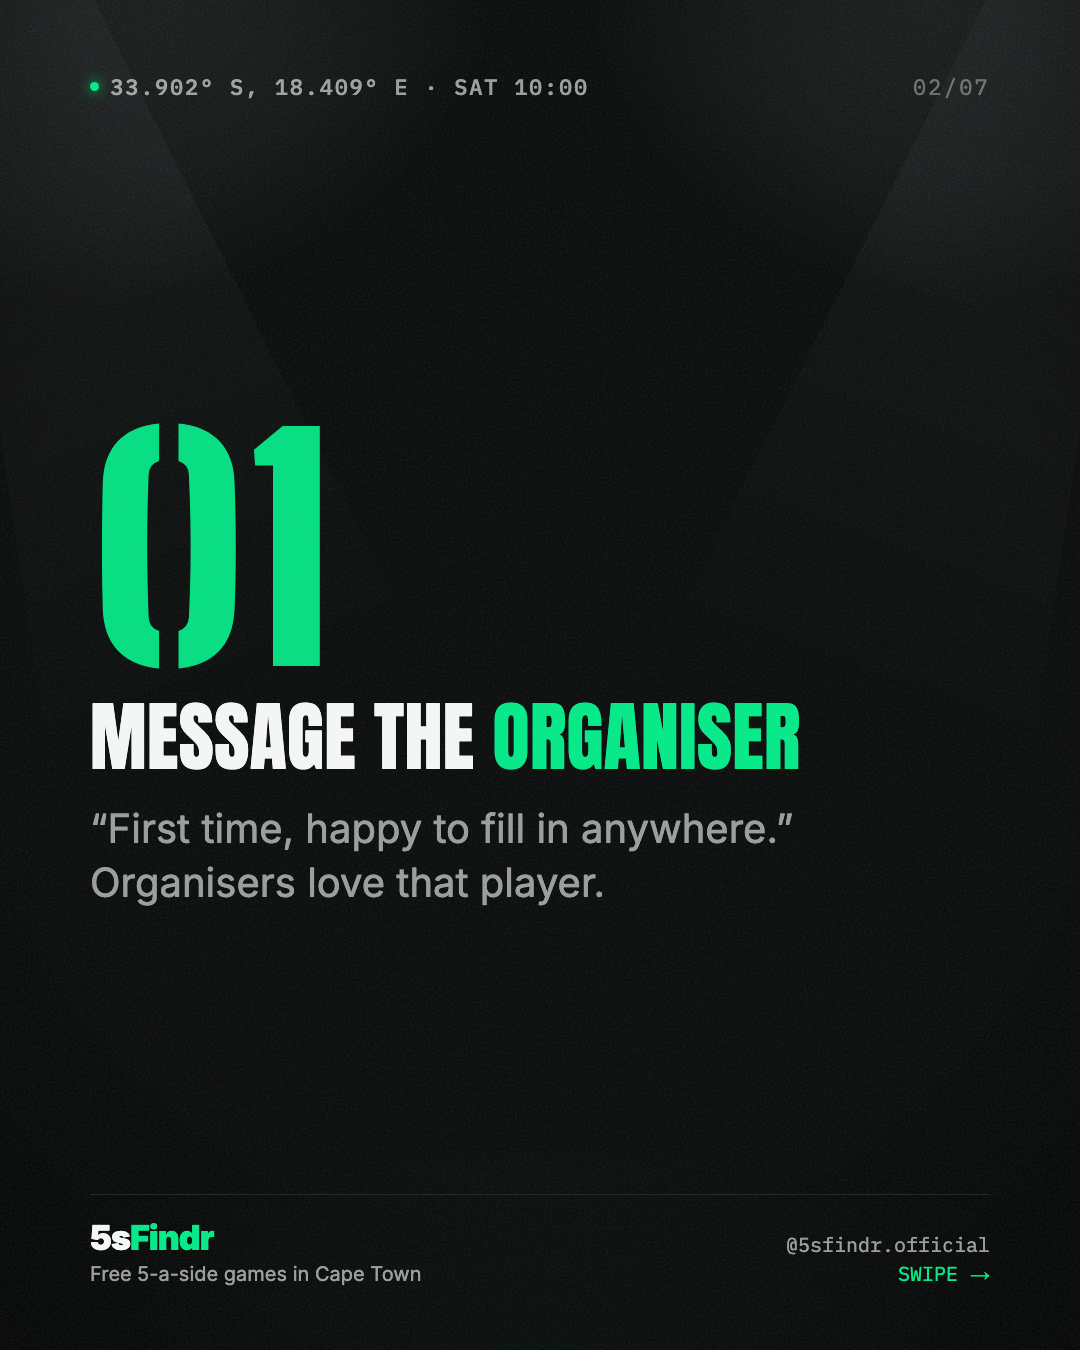 33.902° S, 18.409° E · SAT 10:00
02/07
01
MESSAGE THE ORGANISER
“First time, happy to fill in anywhere.”
Organisers love that player.
5sFindr
Free 5-a-side games in Cape Town
@5sfindr.official
SWIPE →